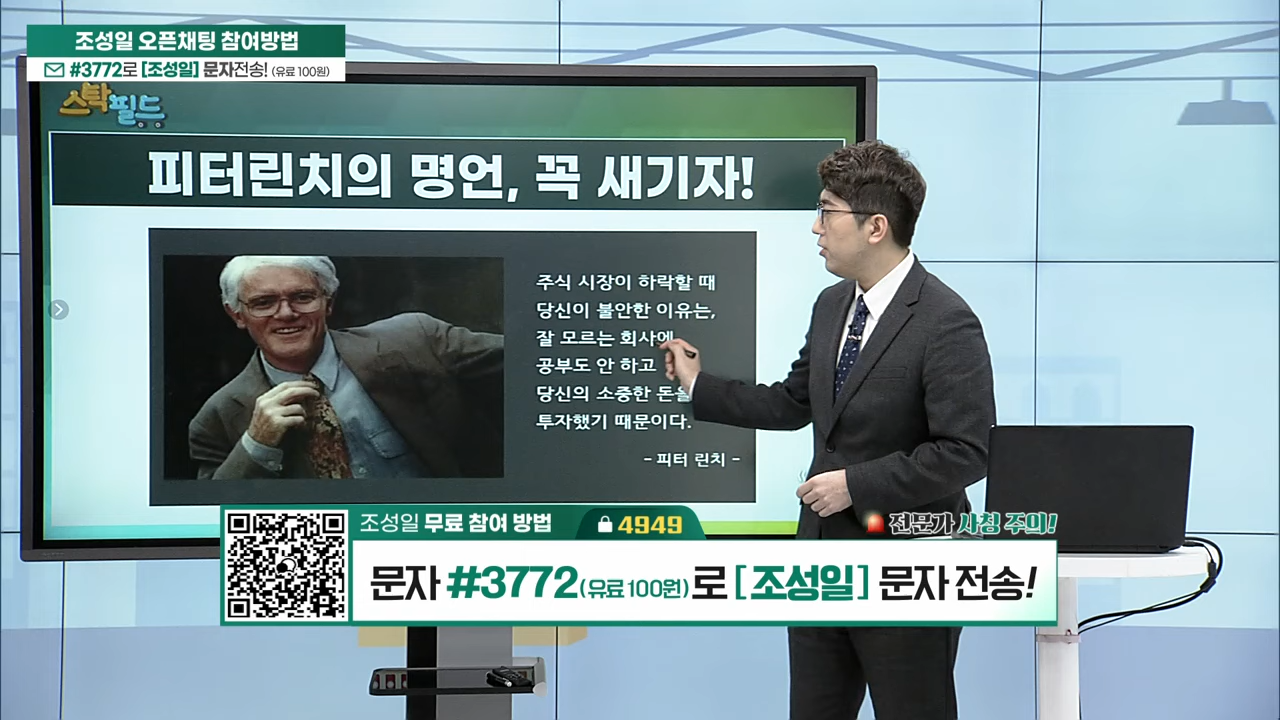 조성일 오픈채팅 참여방법
#3772로 [조성일] 문자전송! (유료 100원)
스탁필드
피터린치의 명언, 꼭 새기자!
주식 시장이 하락할 때
당신이 불안한 이유는,
잘 모르는 회사에
공부도 안 하고
당신의 소중한 돈을
투자했기 때문이다.
- 피터 린치 -
조성일 무료 참여 방법 4949
전문가 사칭 주의!
문자 #3772(유료 100원)로 [조성일] 문자 전송!